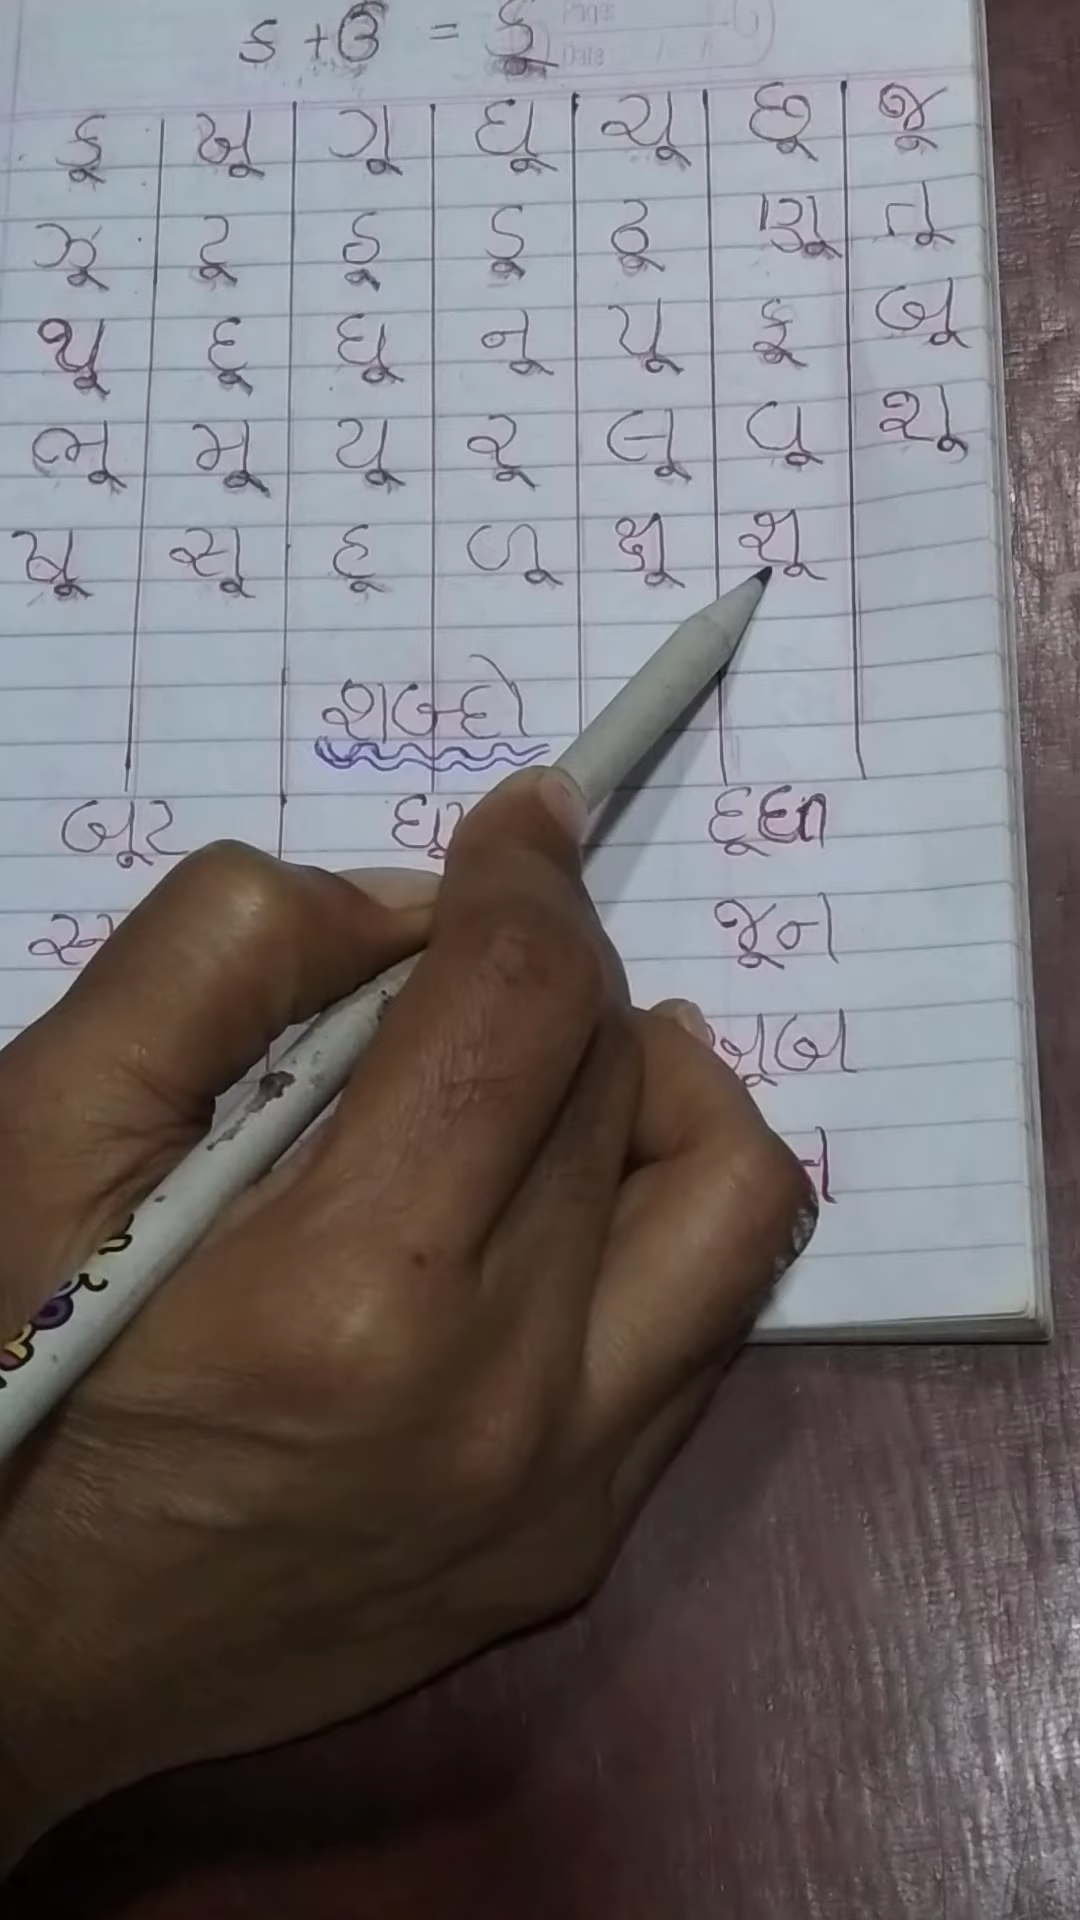 ક + ઊ = કૂ
કૂ ખૂ ગૂ ઘૂ ચૂ છૂ જૂ
ઝૂ ટૂ ઠૂ ડૂ ઢૂ ણૂ તૂ
થૂ દૂ ધૂ નૂ પૂ ફૂ બૂ
ભૂ મૂ યૂ રૂ લૂ વૂ શૂ
ષૂ સૂ હૂ ળૂ ક્ષૂ
શબ્દો
બૂટ દૂધ
જૂન
ખૂબ